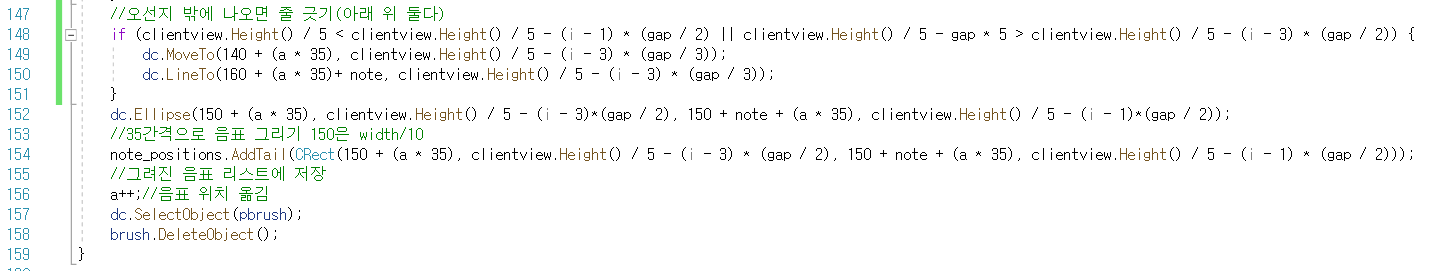 147 //오선지 밖에 나오면 줄 긋기(아래 위 둘다)
148 if (clientview.Height() / 5 < clientview.Height() / 5 - (i - 1) * (gap / 2) || clientview.Height() / 5 - gap * 5 > clientview.Height() / 5 - (i - 3) * (gap / 2)) {
149 dc.MoveTo(140 + (a * 35), clientview.Height() / 5 - (i - 3) * (gap / 3));
150 dc.LineTo(160 + (a * 35)+ note, clientview.Height() / 5 - (i - 3) * (gap / 3));
151 }
152 dc.Ellipse(150 + (a * 35), clientview.Height() / 5 - (i - 3)*(gap / 2), 150 + note + (a * 35), clientview.Height() / 5 - (i - 1)*(gap / 2));
153 //35간격으로 음표 그리기 150은 width/10
154 note_positions.AddTail(CRect(150 + (a * 35), clientview.Height() / 5 - (i - 3) * (gap / 2), 150 + note + (a * 35), clientview.Height() / 5 - (i - 1) * (gap / 2)));
155 //그려진 음표 리스트에 저장
156 a++;//음표 위치 옮김
157 dc.SelectObject(pbrush);
158 brush.DeleteObject();
159 }